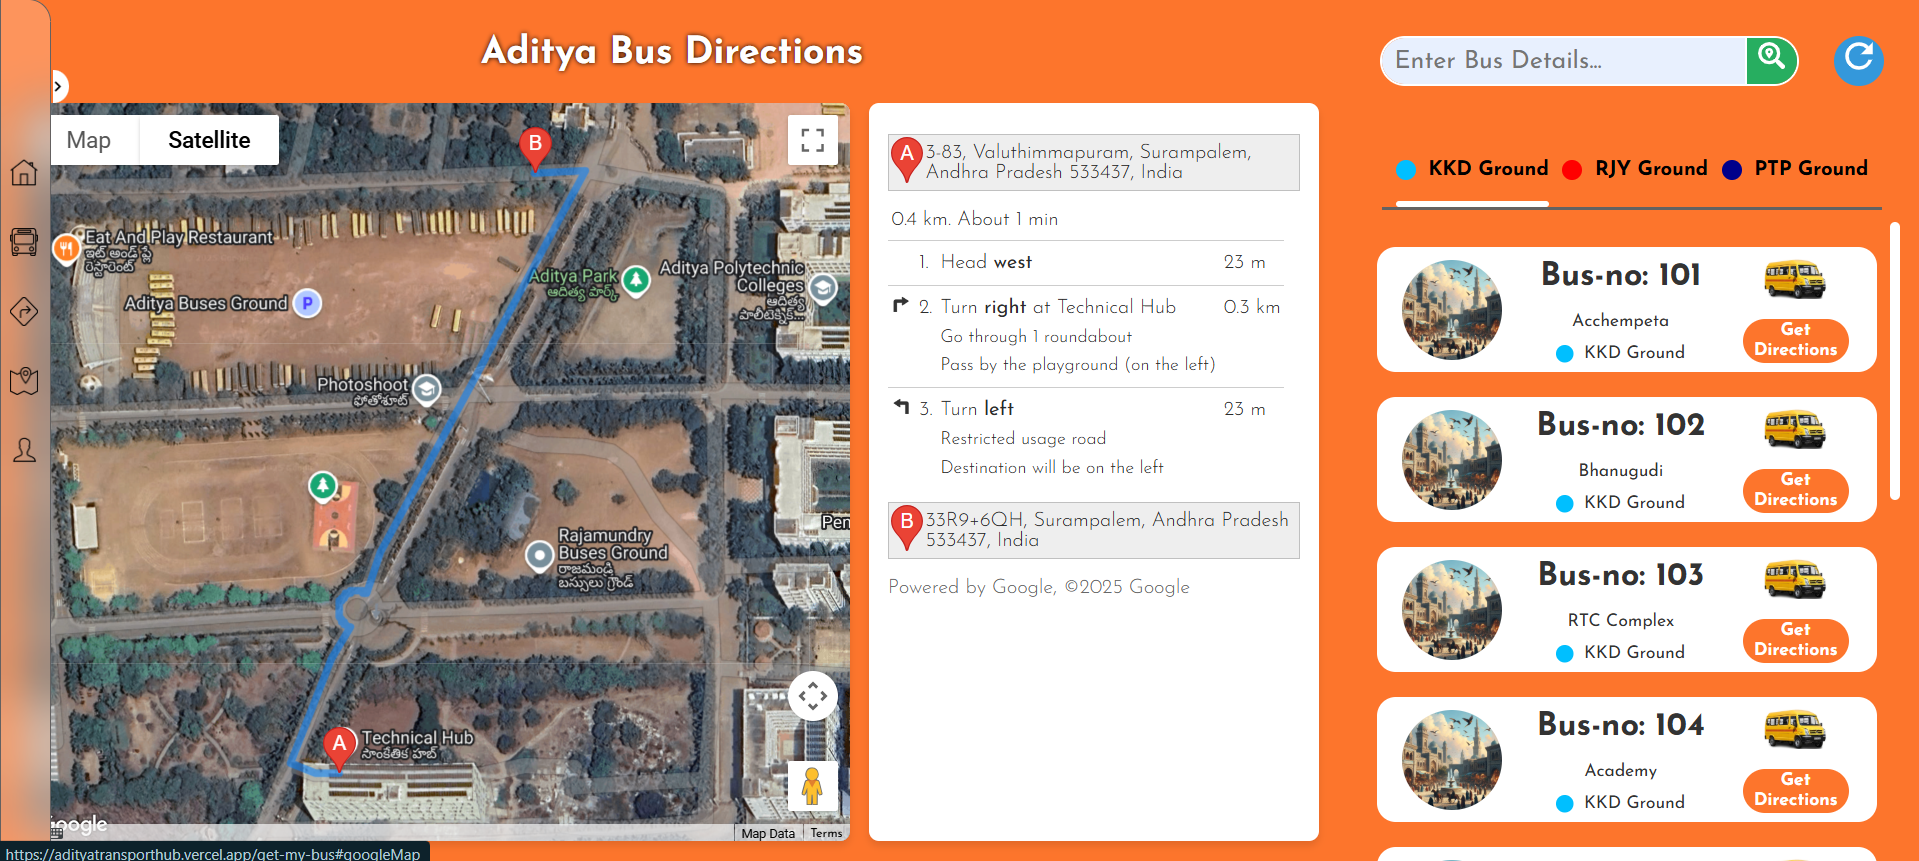 Aditya Bus Directions
Enter Bus Details...
Map
Satellite
B
Eat And Play Restaurant
ఇట్ అండ్ ప్లే
రెస్టారెంట్
Aditya Buses Ground
P
Aditya Park
ఆదిత్య పార్క్
Aditya Polytechnic
Colleges
ఆదిత్య
పాలిటెక్నిక్...
Photoshoot
ఫోతోశూట్
Rajamundry
Buses Ground
రాజమండ్రి
బస్సులు గ్రౌండ్
Pen
A
Technical Hub
సాంకేతిక హబ్
Google
Map Data
Terms
https://adityatransporthub.vercel.app/get-my-bus#googleMap
A
3-83, Valuthimmapuram, Surampalem,
Andhra Pradesh 533437, India
0.4 km. About 1 min
1. Head west 23 m
2. Turn right at Technical Hub 0.3 km
Go through 1 roundabout
Pass by the playground (on the left)
3. Turn left 23 m
Restricted usage road
Destination will be on the left
B
33R9+6QH, Surampalem, Andhra Pradesh
533437, India
Powered by Google, ©2025 Google
KKD Ground
RJY Ground
PTP Ground
Bus-no: 101
Acchempeta
KKD Ground
Get
Directions
Bus-no: 102
Bhanugudi
KKD Ground
Get
Directions
Bus-no: 103
RTC Complex
KKD Ground
Get
Directions
Bus-no: 104
Academy
KKD Ground
Get
Directions